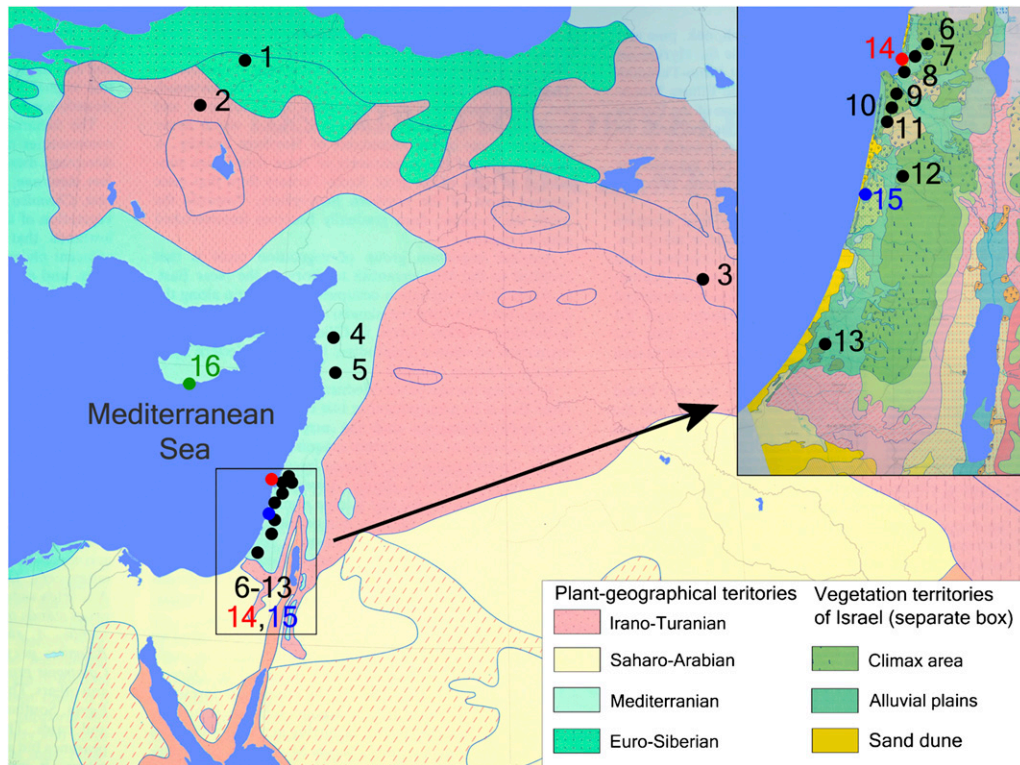 1
2
3
4
5
16
Mediterranean
Sea
6-13
14,15
6
14
7
8
9
10
11
12
15
13
Plant-geographical teritories
Irano-Turanian
Saharo-Arabian
Mediterranian
Euro-Siberian
Vegetation territories
of Israel (separate box)
Climax area
Alluvial plains
Sand dune